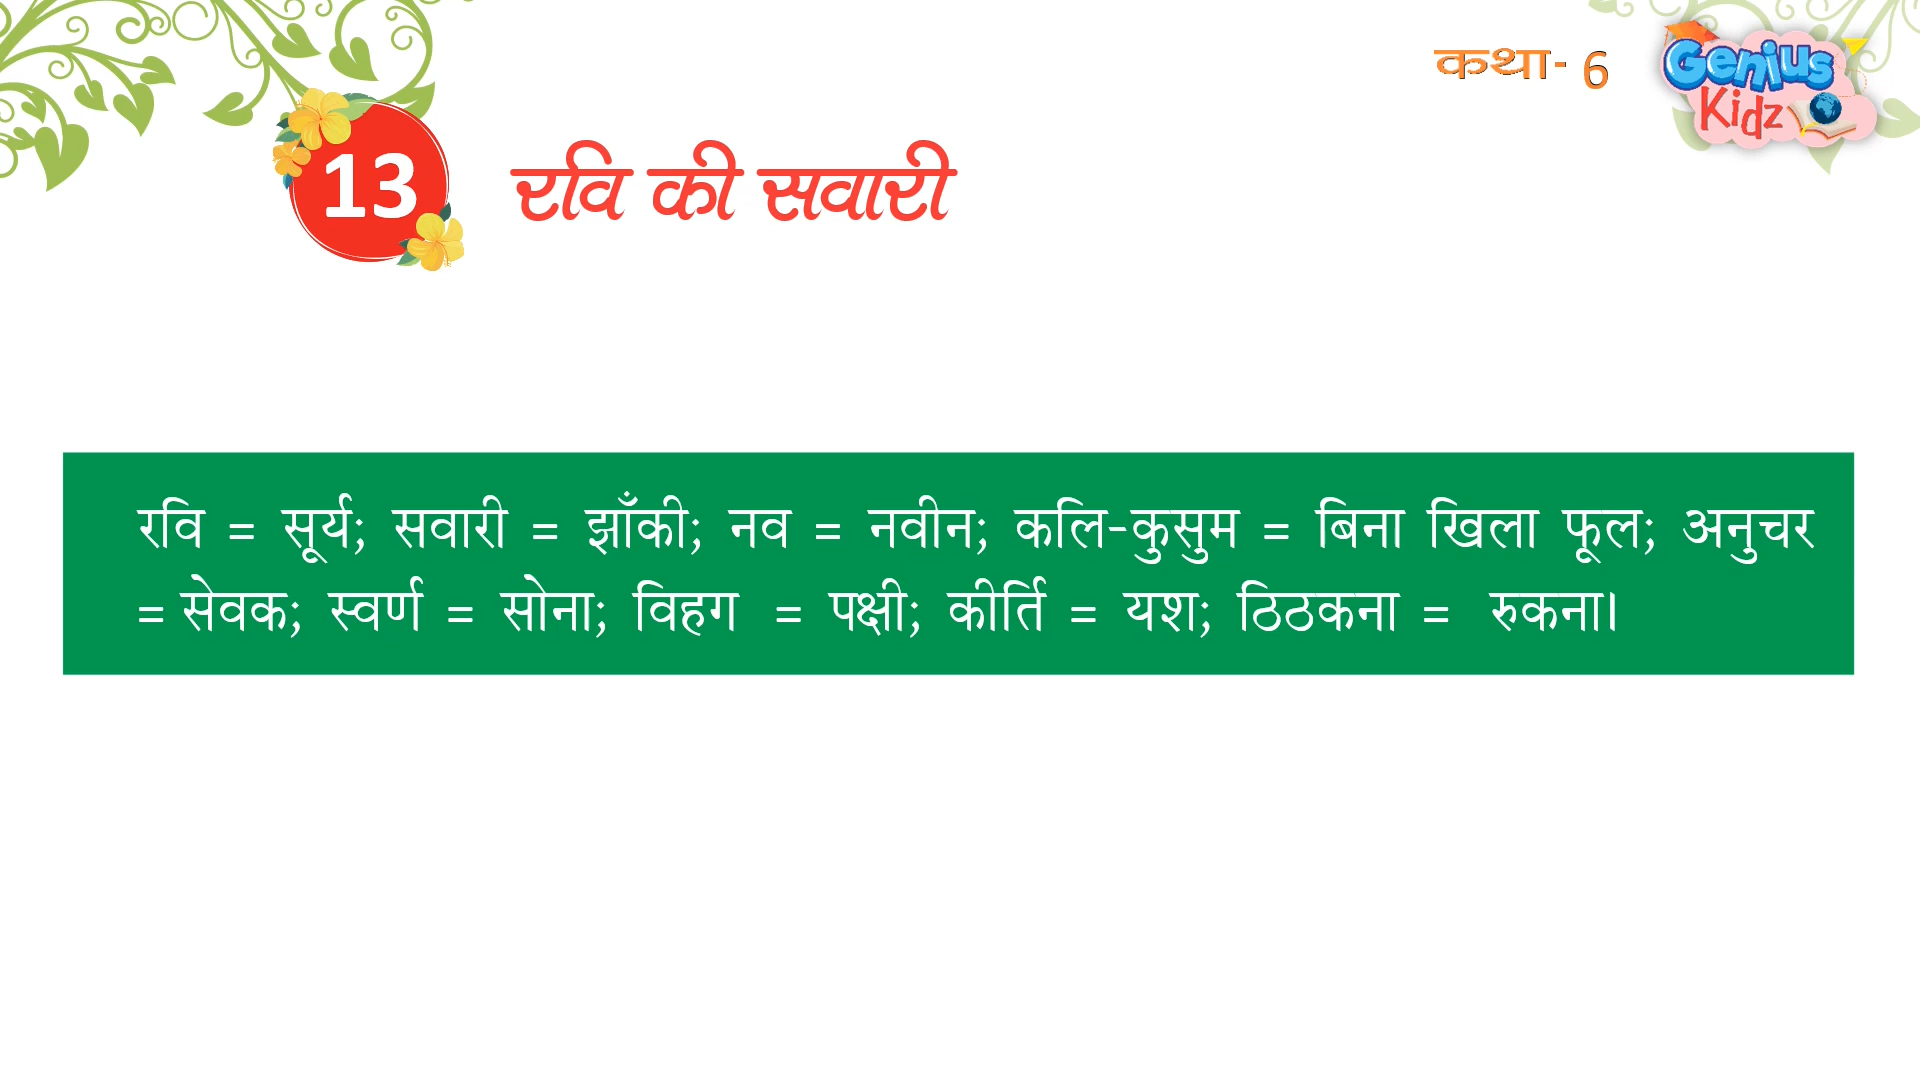 कथा- 6
Genius
Kidz
13
रवि की सवारी
रवि = सूर्य; सवारी = झाँकी; नव = नवीन; कलि-कुसुम = बिना खिला फूल; अनुचर
= सेवक; स्वर्ण = सोना; विहग = पक्षी; कीर्ति = यश; ठिठकना = रुकना।